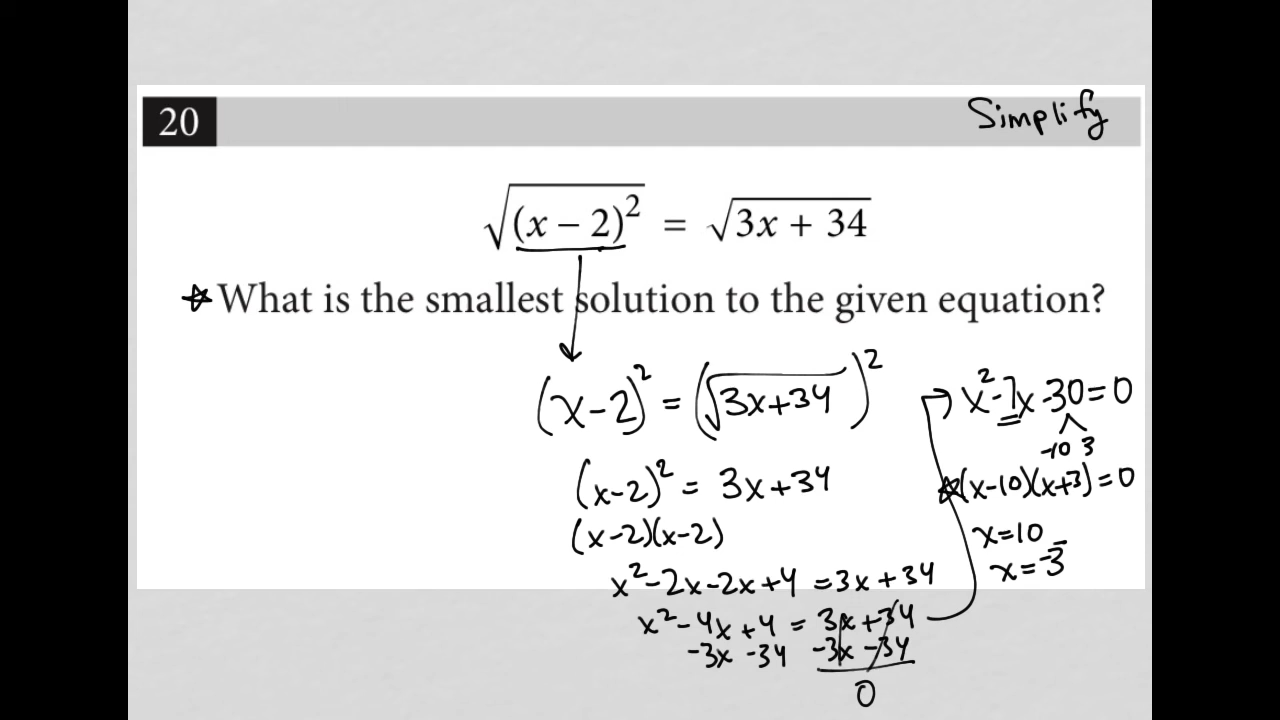 20 Simplify
√(x − 2)² = √3x + 34
☆ What is the smallest solution to the given equation?
(x-2)² = (√3x+34)²
(x-2)² = 3x+34
(x-2)(x-2)
x²-2x-2x+4 = 3x+34
x²-4x+4 = 3x+34
-3x -34 -3x -34
0
x²-7x-30=0
-10 3
☆(x-10)(x+3)=0
x=10
x=-3